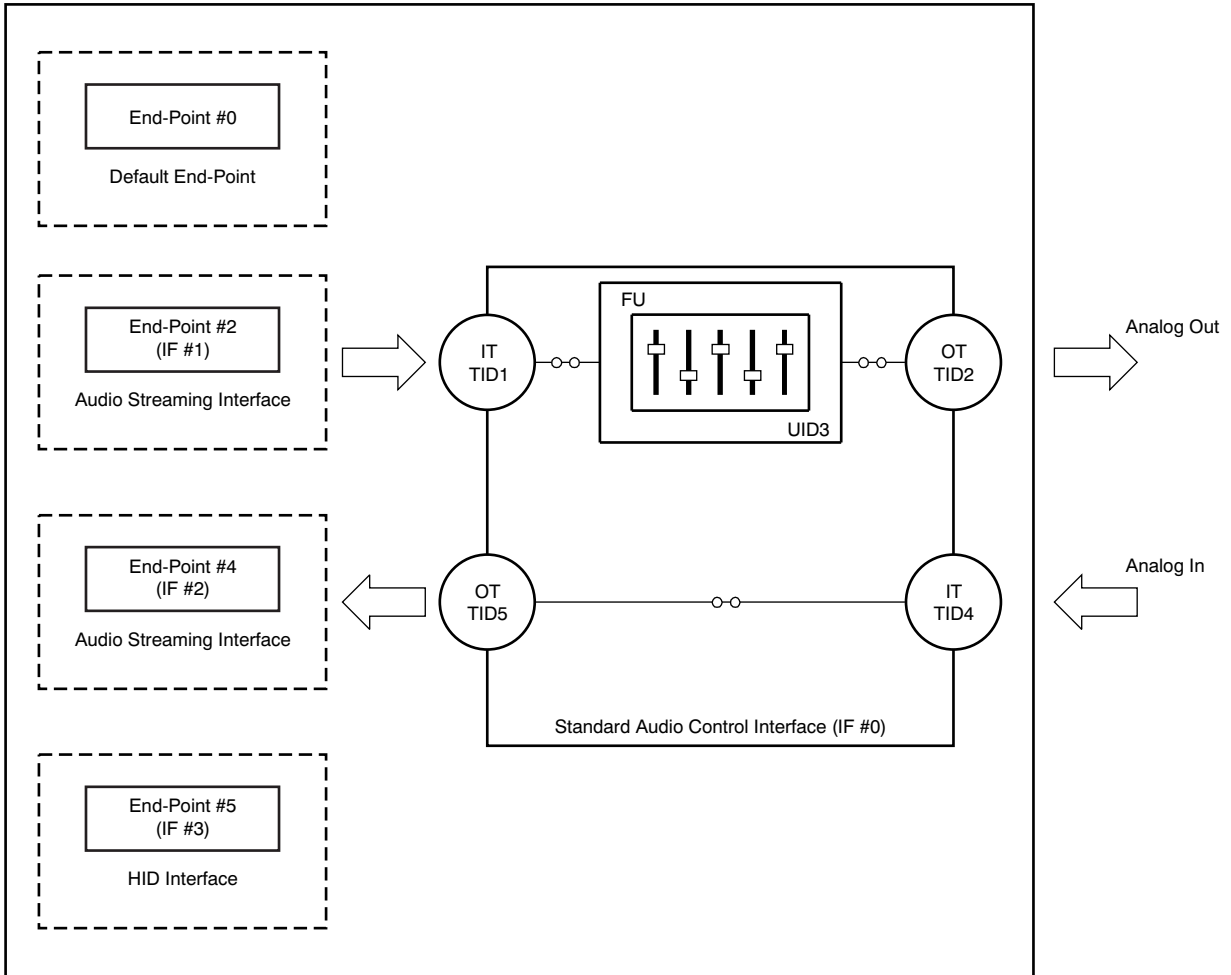 End-Point #0
Default End-Point
End-Point #2
(IF #1)
Audio Streaming Interface
IT
TID1
FU
UID3
OT
TID2
Analog Out
End-Point #4
(IF #2)
Audio Streaming Interface
OT
TID5
IT
TID4
Analog In
Standard Audio Control Interface (IF #0)
End-Point #5
(IF #3)
HID Interface